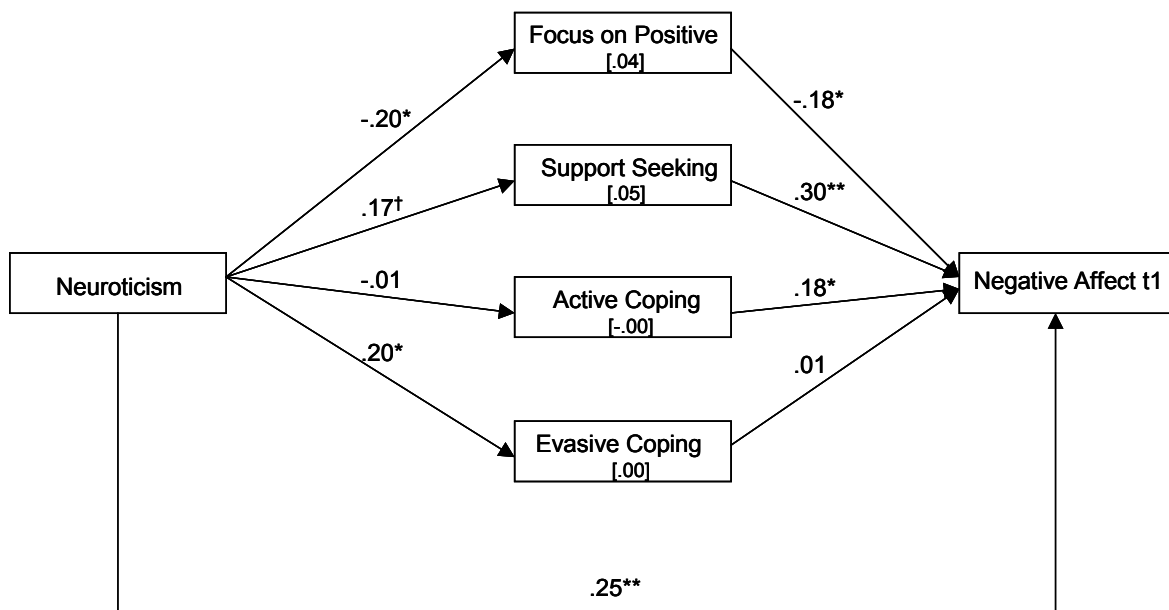 Focus on Positive
[.04]
-.20*
-.18*
Support Seeking
[.05]
.17†
.30**
Neuroticism
Negative Affect t1
-.01
Active Coping
[-.00]
.18*
.20*
.01
Evasive Coping
[.00]
.25**